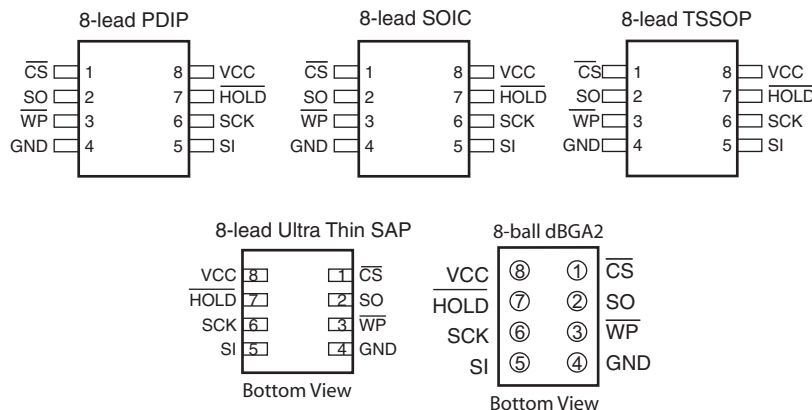 8-lead PDIP
CS 1 8 VCC
SO 2 7 HOLD
WP 3 6 SCK
GND 4 5 SI
8-lead SOIC
CS 1 8 VCC
SO 2 7 HOLD
WP 3 6 SCK
GND 4 5 SI
8-lead TSSOP
CS 1 8 VCC
SO 2 7 HOLD
WP 3 6 SCK
GND 4 5 SI
8-lead Ultra Thin SAP
VCC 8 1 CS
HOLD 7 2 SO
SCK 6 3 WP
SI 5 4 GND
Bottom View
8-ball dBGA2
VCC 8 1 CS
HOLD 7 2 SO
SCK 6 3 WP
SI 5 4 GND
Bottom View